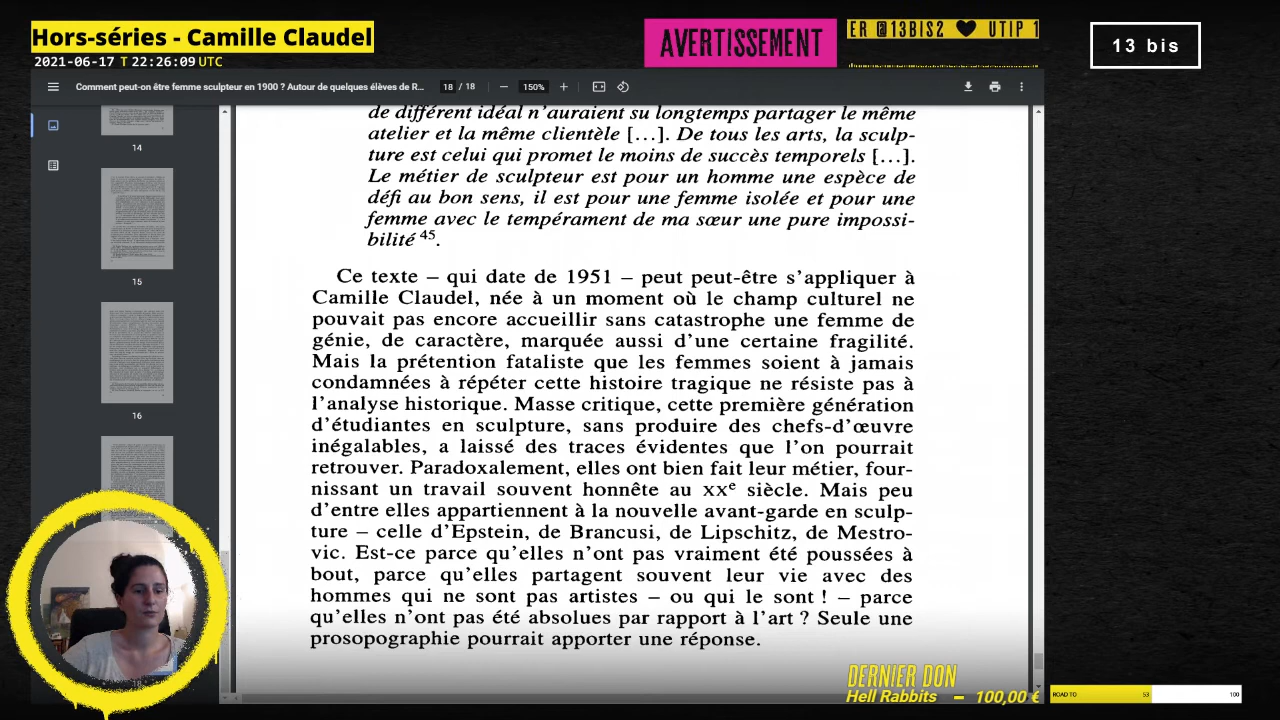 Hors-séries - Camille Claudel
2021-06-17 T 22:26:09 UTC
AVERTISSEMENT
ER @13BIS2 ♥ UTIP 1
13 bis
Comment peut-on être femme sculpteur en 1900 ? Autour de quelques élèves de R...
18 / 18
150%
14
15
16
de différent idéal n'auraient su longtemps partager le même
atelier et la même clientèle […]. De tous les arts, la sculp-
ture est celui qui promet le moins de succès temporels […].
Le métier de sculpteur est pour un homme une espèce de
défi au bon sens, il est pour une femme isolée et pour une
femme avec le tempérament de ma sœur une pure impossi-
bilité 45.
Ce texte – qui date de 1951 – peut peut-être s'appliquer à
Camille Claudel, née à un moment où le champ culturel ne
pouvait pas encore accueillir sans catastrophe une femme de
génie, de caractère, marquée aussi d'une certaine fragilité.
Mais la prétention fataliste que les femmes soient à jamais
condamnées à répéter cette histoire tragique ne résiste pas à
l'analyse historique. Masse critique, cette première génération
d'étudiantes en sculpture, sans produire des chefs-d'œuvre
inégalables, a laissé des traces évidentes que l'on pourrait
retrouver. Paradoxalement, elles ont bien fait leur métier, four-
nissant un travail souvent honnête au XXe siècle. Mais peu
d'entre elles appartiennent à la nouvelle avant-garde en sculp-
ture – celle d'Epstein, de Brancusi, de Lipschitz, de Mestro-
vic. Est-ce parce qu'elles n'ont pas vraiment été poussées à
bout, parce qu'elles partagent souvent leur vie avec des
hommes qui ne sont pas artistes – ou qui le sont ! – parce
qu'elles n'ont pas été absolues par rapport à l'art ? Seule une
prosopographie pourrait apporter une réponse.
DERNIER DON
Hell Rabbits – 100,00 €
ROAD TO 53 100